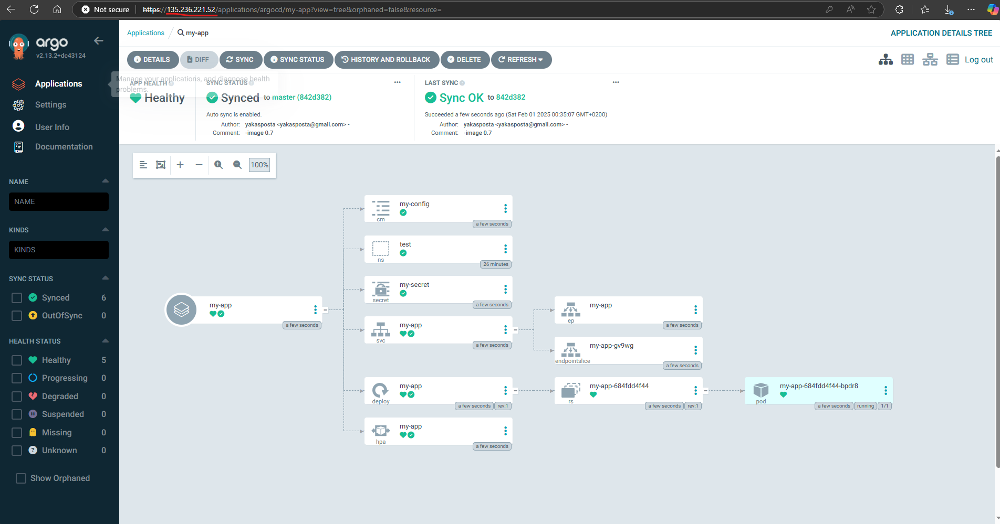 Not secure https://135.236.221.52/applications/argocd/my-app?view=tree&orphaned=false&resource=
argo
v2.13.2+dc43124
Applications
Settings
User Info
Documentation
NAME
NAME
KINDS
KINDS
SYNC STATUS
Synced 6
OutOfSync 0
HEALTH STATUS
Healthy 5
Progressing 0
Degraded 0
Suspended 0
Missing 0
Unknown 0
Show Orphaned
Applications / my-app
APPLICATION DETAILS TREE
DETAILS DIFF SYNC SYNC STATUS HISTORY AND ROLLBACK DELETE REFRESH
Log out
Manage your applications, and diagnose health
problems.
APP HEALTH
Healthy
SYNC STATUS
Synced to master (842d382)
Auto sync is enabled.
Author: yakasposta <yakasposta@gmail.com> -
Comment: -image 0.7
LAST SYNC
Sync OK to 842d382
Succeeded a few seconds ago (Sat Feb 01 2025 00:35:07 GMT+0200)
Author: yakasposta <yakasposta@gmail.com> -
Comment: -image 0.7
100%
my-app
a few seconds
my-config
cm
a few seconds
test
ns
26 minutes
my-secret
secret
a few seconds
my-app
svc
a few seconds
my-app
ep
a few seconds
my-app-gv9wg
endpointslice
a few seconds
my-app
deploy
a few seconds rev:1
my-app-684fdd4f44
rs
a few seconds rev:1
my-app-684fdd4f44-bpdr8
pod
a few seconds running 1/1
my-app
hpa
a few seconds